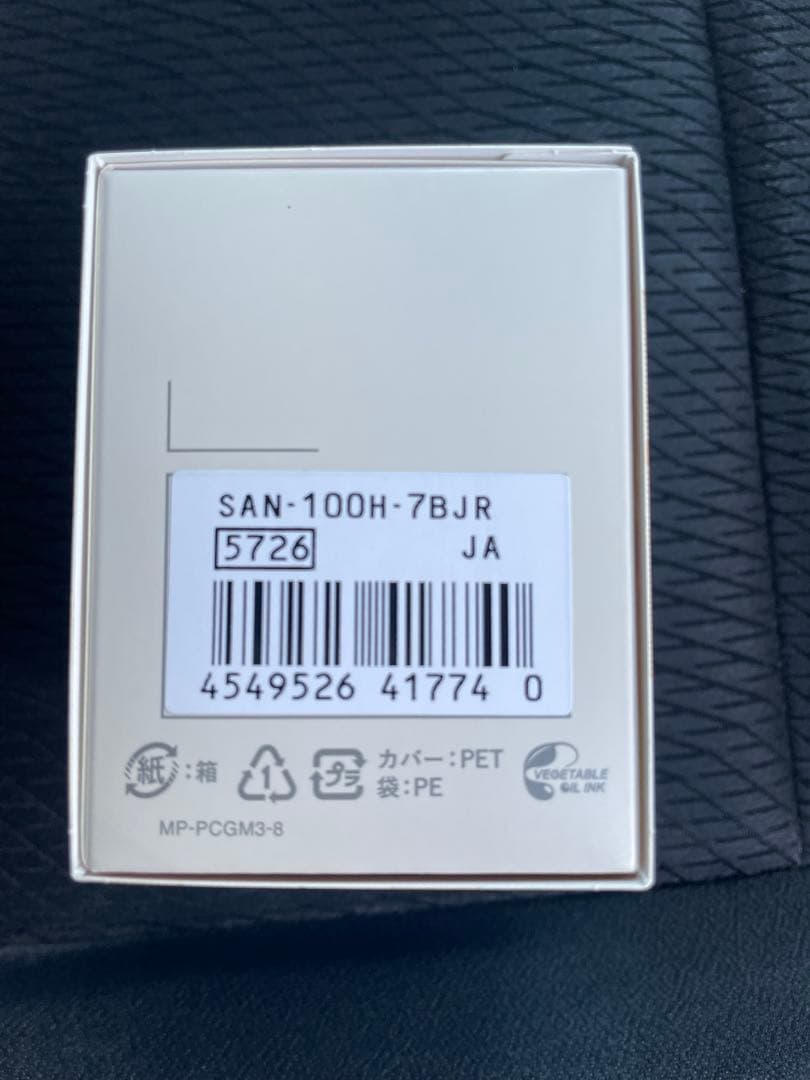 SAN-100H-7BJR
5726 JA
4549526 41774 0
紙:箱 1 プラ カバー:PET
袋:PE
VEGETABLE
OIL INK
MP-PCGM3-8